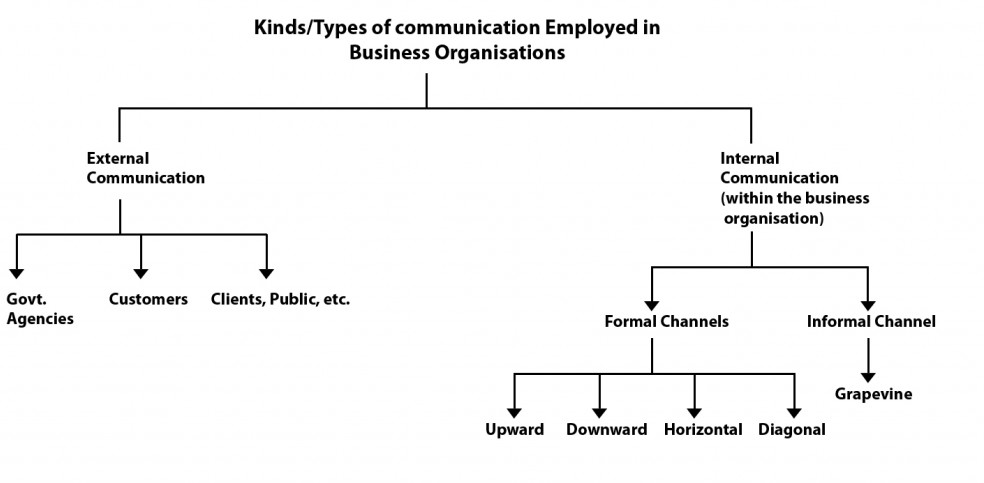 Kinds/Types of communication Employed in
Business Organisations
External
Communication
Internal
Communication
(within the business
organisation)
Govt.
Agencies
Customers
Clients, Public, etc.
Formal Channels
Informal Channel
Grapevine
Upward
Downward
Horizontal
Diagonal